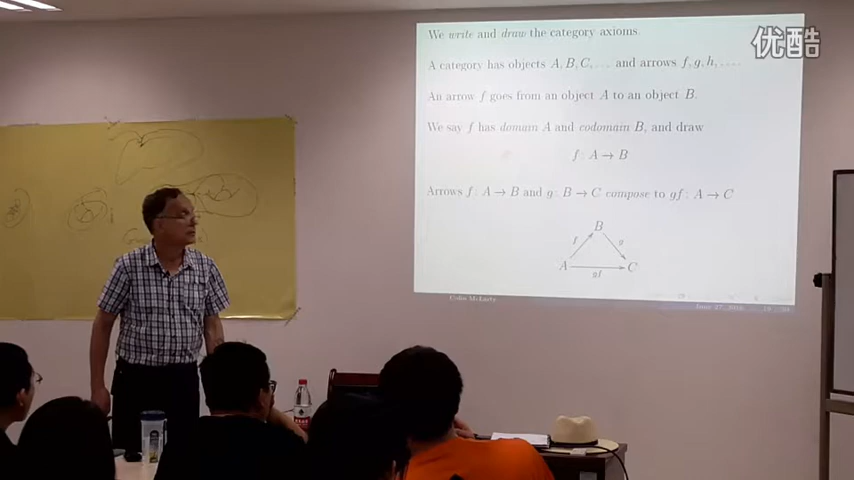 We write and draw the category axioms.
优酷
A category has objects A, B, C, . . . and arrows f, g, h, . . . .
An arrow f goes from an object A to an object B.
We say f has domain A and codomain B, and draw
f : A → B
Arrows f : A → B and g : B → C compose to gf : A → C
B
f g
A C
gf
Colin McLarty